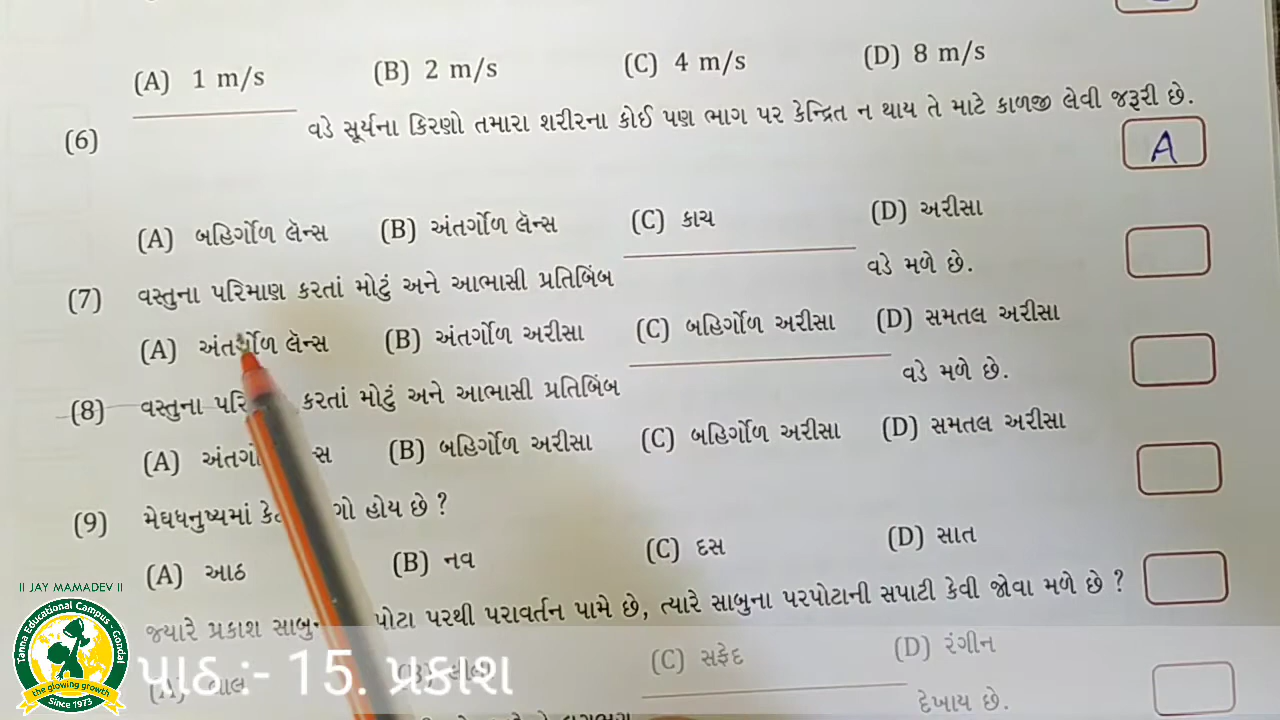 (A) 1 m/s (B) 2 m/s (C) 4 m/s (D) 8 m/s
(6) ________ વડે સૂર્યના કિરણો તમારા શરીરના કોઈ પણ ભાગ પર કેન્દ્રિત ન થાય તે માટે કાળજી લેવી જરૂરી છે.
A
(A) બહિર્ગોળ લૅન્સ (B) અંતર્ગોળ લૅન્સ (C) કાચ (D) અરીસા
(7) વસ્તુના પરિમાણ કરતાં મોટું અને આભાસી પ્રતિબિંબ ________ વડે મળે છે.
(A) અંતર્ગોળ લૅન્સ (B) અંતર્ગોળ અરીસા (C) બહિર્ગોળ અરીસા (D) સમતલ અરીસા
(8) વસ્તુના કરતાં મોટું અને આભાસી પ્રતિબિંબ ________ વડે મળે છે.
(A) (B) બહિર્ગોળ અરીસા (C) બહિર્ગોળ અરીસા (D) સમતલ અરીસા
(9) મેઘધનુષ્યમાં હોય છે ?
(A) આઠ (B) નવ (C) દસ (D) સાત
જ્યારે પ્રકાશ પરથી પરાવર્તન પામે છે, ત્યારે સાબુના પરપોટાની સપાટી કેવી જોવા મળે છે ?
(A) (C) સફેદ (D) રંગીન
________ દેખાય છે.
॥ JAY MAMADEV ॥
Tanna Educational Campus - Gondal
the glowing growth
Since 1973
પાઠ :- 15. પ્રકાશ